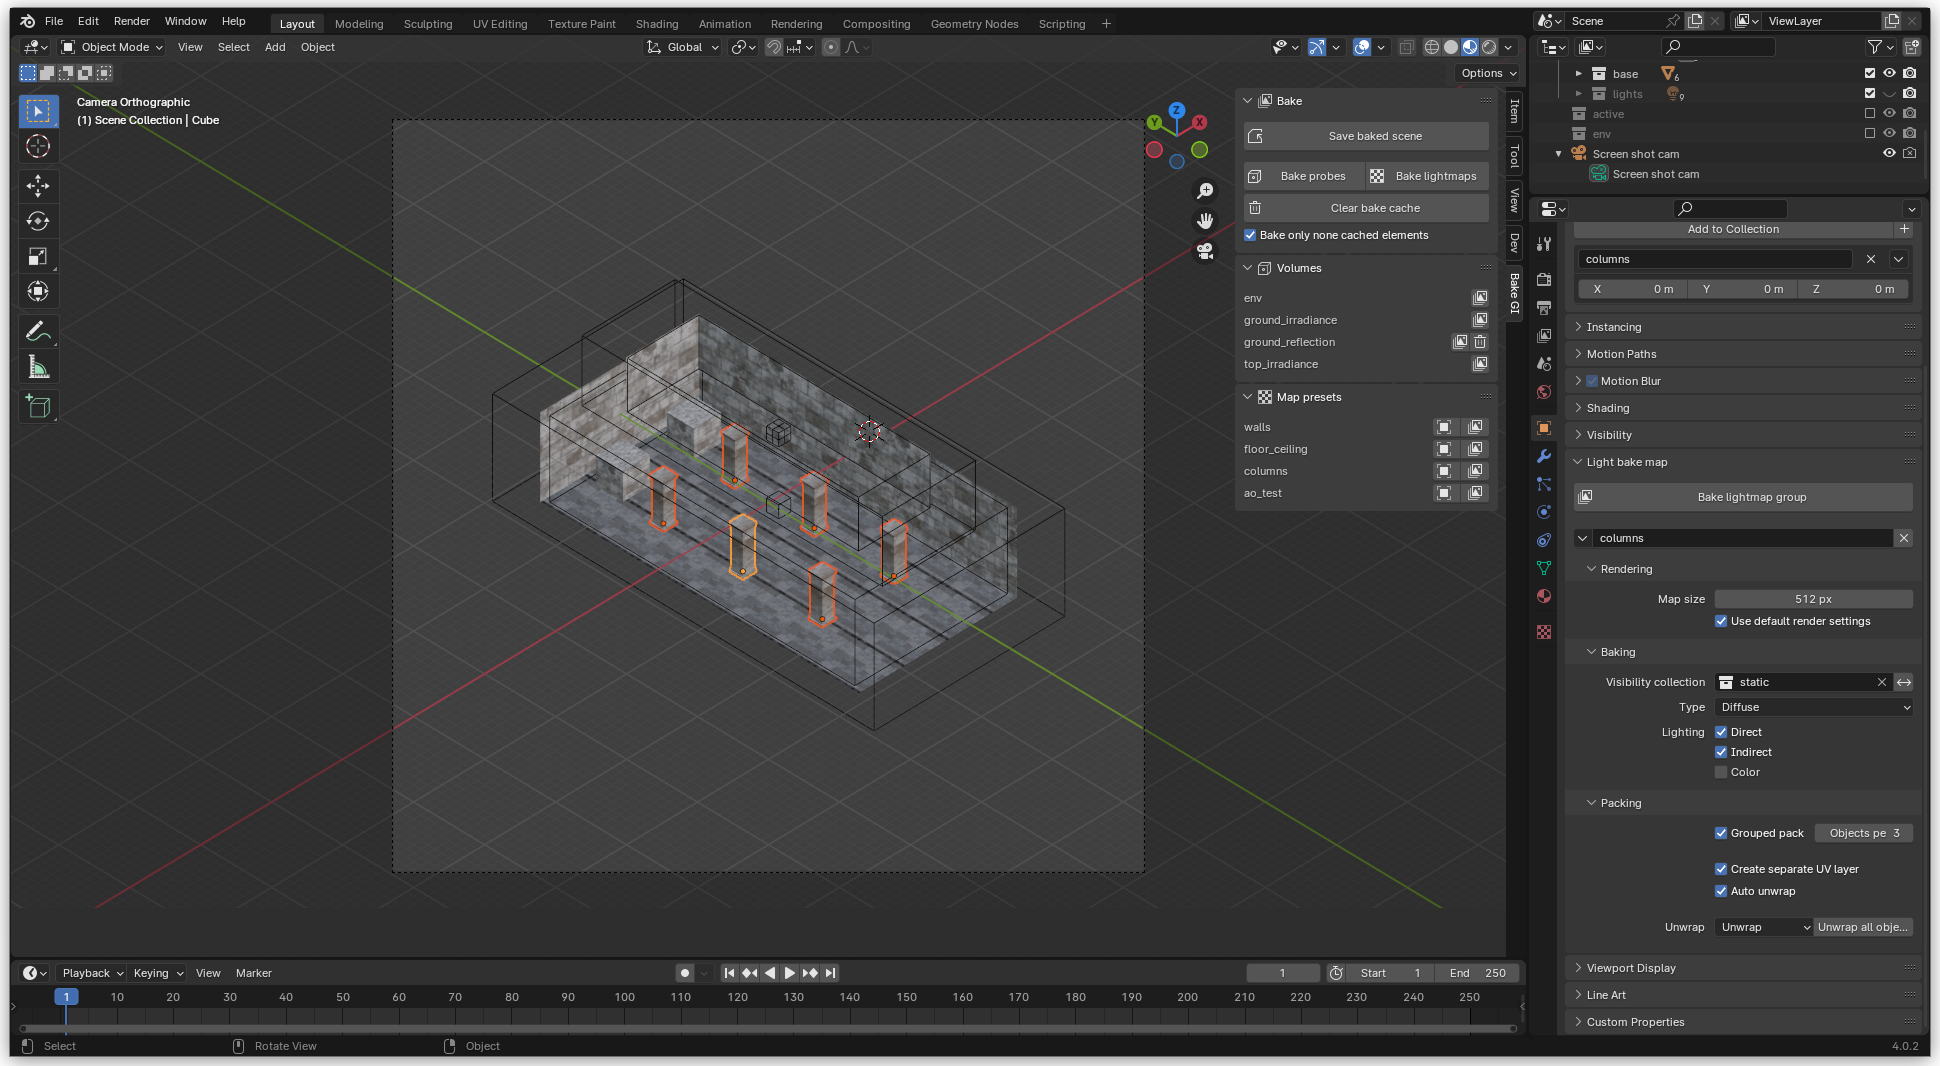 File Edit Render Window Help Layout Modeling Sculpting UV Editing Texture Paint Shading Animation Rendering Compositing Geometry Nodes Scripting + Scene ViewLayer
Object Mode View Select Add Object Global
Options
Camera Orthographic
(1) Scene Collection | Cube
Z
Y
X
Bake
Save baked scene
Bake probes Bake lightmaps
Clear bake cache
Bake only none cached elements
Volumes
env
ground_irradiance
ground_reflection
top_irradiance
Map presets
walls
floor_ceiling
columns
ao_test
Item
Tool
View
Dev
Bake GI
base 6
lights 9
active
env
Screen shot cam
Screen shot cam
Add to Collection
columns
X 0 m Y 0 m Z 0 m
Instancing
Motion Paths
Motion Blur
Shading
Visibility
Light bake map
Bake lightmap group
columns
Rendering
Map size 512 px
Use default render settings
Baking
Visibility collection static
Type Diffuse
Lighting Direct
Indirect
Color
Packing
Grouped pack Objects pe 3
Create separate UV layer
Auto unwrap
Unwrap Unwrap Unwrap all obje...
Viewport Display
Line Art
Custom Properties
Playback Keying View Marker 1 Start 1 End 250
1 10 20 30 40 50 60 70 80 90 100 110 120 130 140 150 160 170 180 190 200 210 220 230 240 250
Select Rotate View Object 4.0.2